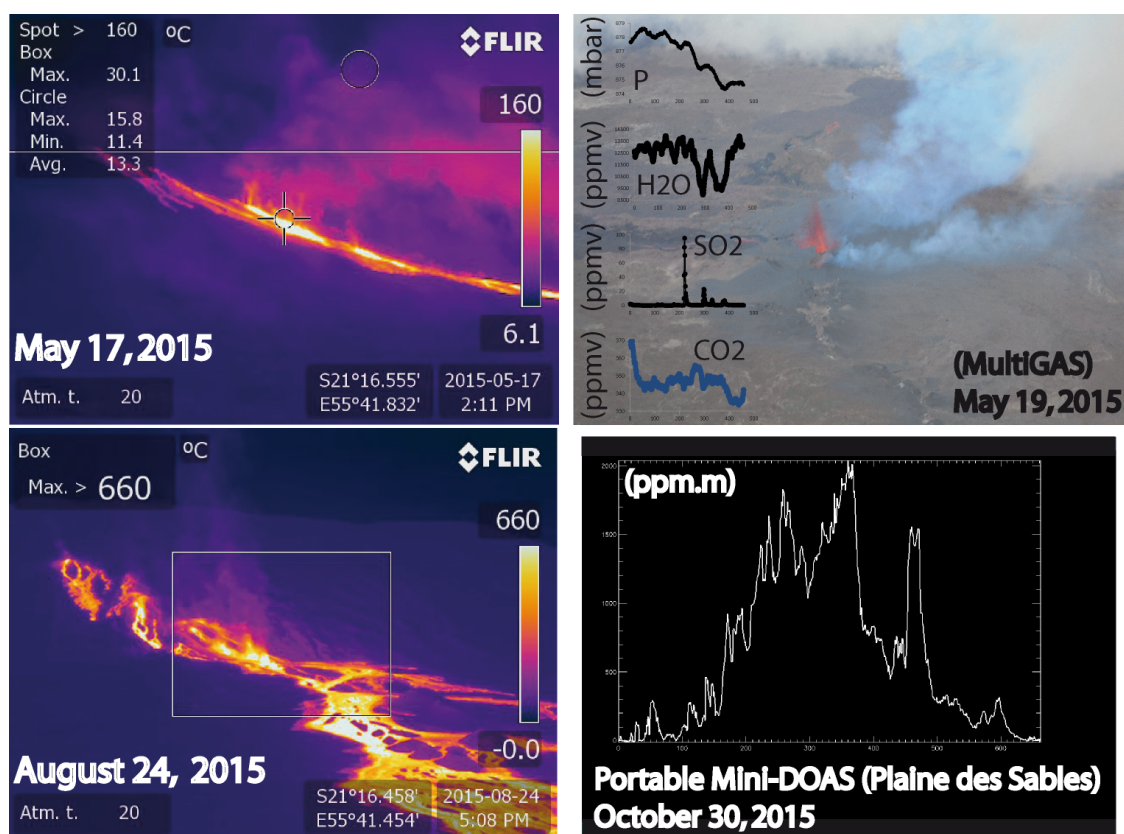 Spot > 160 °C
Box
Max. 30.1
Circle
Max. 15.8
Min. 11.4
Avg. 13.3
FLIR
160
6.1
May 17, 2015
Atm. t. 20
S21°16.555'
E55°41.832'
2015-05-17
2:11 PM
(mbar)
P
(ppmv)
H2O
(ppmv)
SO2
(ppmv)
CO2
(MultiGAS)
May 19, 2015
Box °C
Max. > 660
FLIR
660
-0.0
August 24, 2015
Atm. t. 20
S21°16.458'
E55°41.454'
2015-08-24
5:08 PM
(ppm.m)
2000
1500
1000
500
0
0 100 200 300 400 500 600
Portable Mini-DOAS (Plaine des Sables)
October 30, 2015